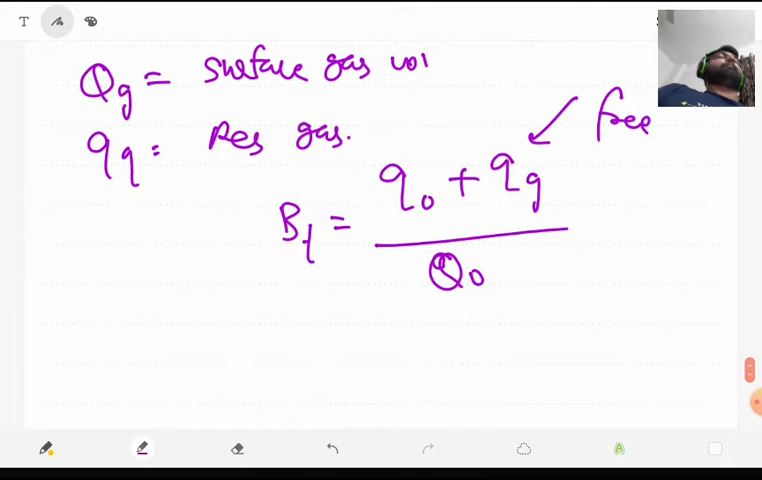 Qg = Surface gas vol
free
qg = Res gas.
Bt = qo + qg
Qo